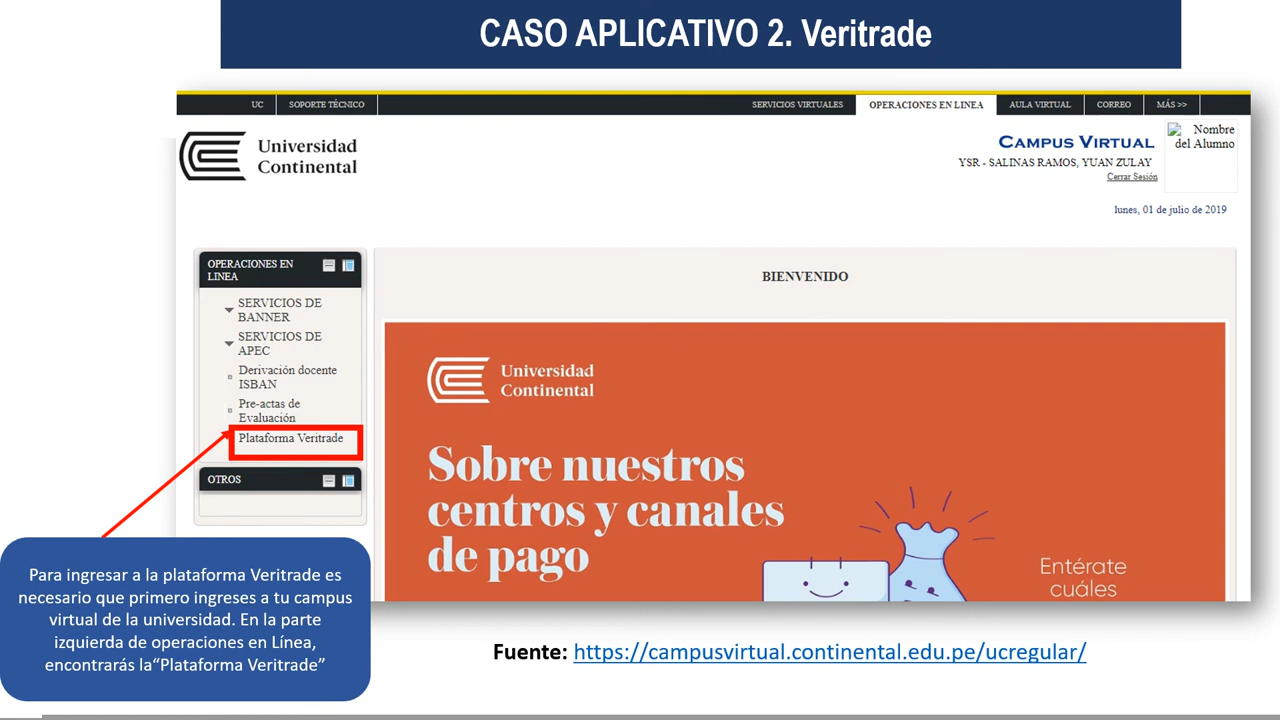 CASO APLICATIVO 2. Veritrade
UC
SOPORTE TÉCNICO
SERVICIOS VIRTUALES
OPERACIONES EN LINEA
AULA VIRTUAL
CORREO
MÁS >>
Universidad
Continental
CAMPUS VIRTUAL
YSR - SALINAS RAMOS, YUAN ZULAY
Cerrar Sesión
Nombre
del Alumno
lunes, 01 de julio de 2019
OPERACIONES EN
LINEA
SERVICIOS DE
BANNER
SERVICIOS DE
APEC
Derivación docente
ISBAN
Pre-actas de
Evaluación
Plataforma Veritrade
OTROS
BIENVENIDO
Universidad
Continental
Sobre nuestros
centros y canales
de pago
Entérate
cuáles
Para ingresar a la plataforma Veritrade es
necesario que primero ingreses a tu campus
virtual de la universidad. En la parte
izquierda de operaciones en Línea,
encontrarás la“Plataforma Veritrade”
Fuente: https://campusvirtual.continental.edu.pe/ucregular/